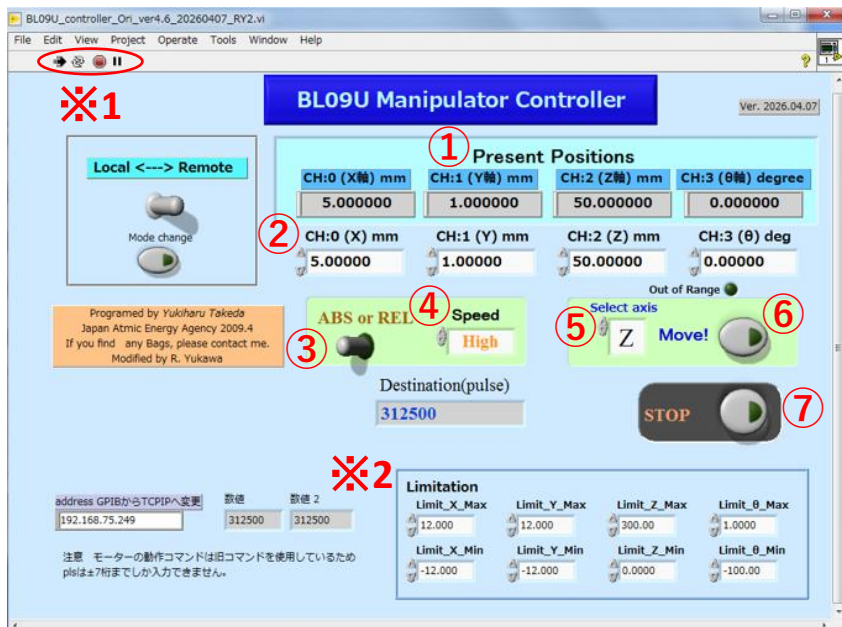 BL09U_controller_Ori_ver4.6_20260407_RY2.vi
File Edit View Project Operate Tools Window Help
※1
BL09U Manipulator Controller
Ver. 2026.04.07
Local <---> Remote
Mode change
① Present Positions
CH:0 (X軸) mm CH:1 (Y軸) mm CH:2 (Z軸) mm CH:3 (θ軸) degree
5.000000 1.000000 50.000000 0.000000
② CH:0 (X) mm CH:1 (Y) mm CH:2 (Z) mm CH:3 (θ) deg
5.00000 1.00000 50.00000 0.00000
Out of Range
Programed by Yukiharu Takeda
Japan Atmic Energy Agency 2009.4
If you find any Bags, please contact me.
Modified by R. Yukawa
③ ABS or REL
④ Speed
High
⑤ Select axis
Z
Move! ⑥
Destination(pulse)
312500
STOP ⑦
※2
address GPIBからTCPIPへ変更 数値 数値 2
192.168.75.249 312500 312500
注意 モーターの動作コマンドは旧コマンドを使用しているため
plsは±7桁までしか入力できません。
Limitation
Limit_X_Max Limit_Y_Max Limit_Z_Max Limit_θ_Max
12.000 12.000 300.00 1.0000
Limit_X_Min Limit_Y_Min Limit_Z_Min Limit_θ_Min
-12.000 -12.000 0.0000 -100.00